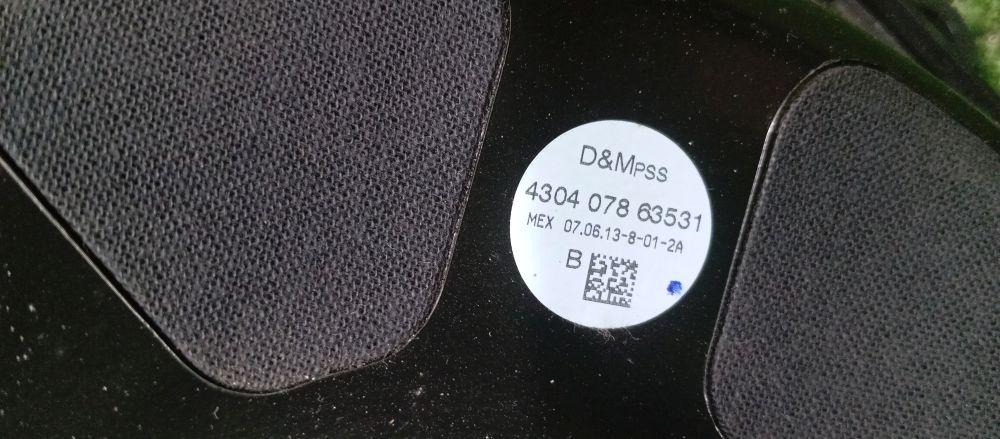 D&MPSS
4304 078 63531
MEX 07.06.13-8-01-2A
B